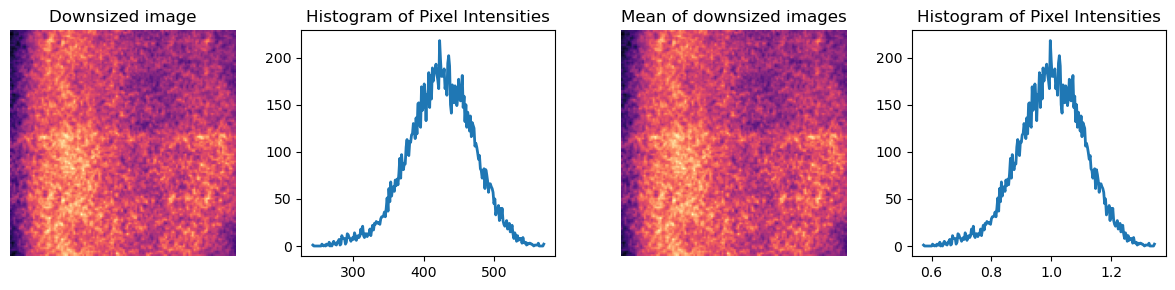 Downsized image
Histogram of Pixel Intensities
200
150
100
50
0
300 400 500
Mean of downsized images
Histogram of Pixel Intensities
200
150
100
50
0
0.6 0.8 1.0 1.2